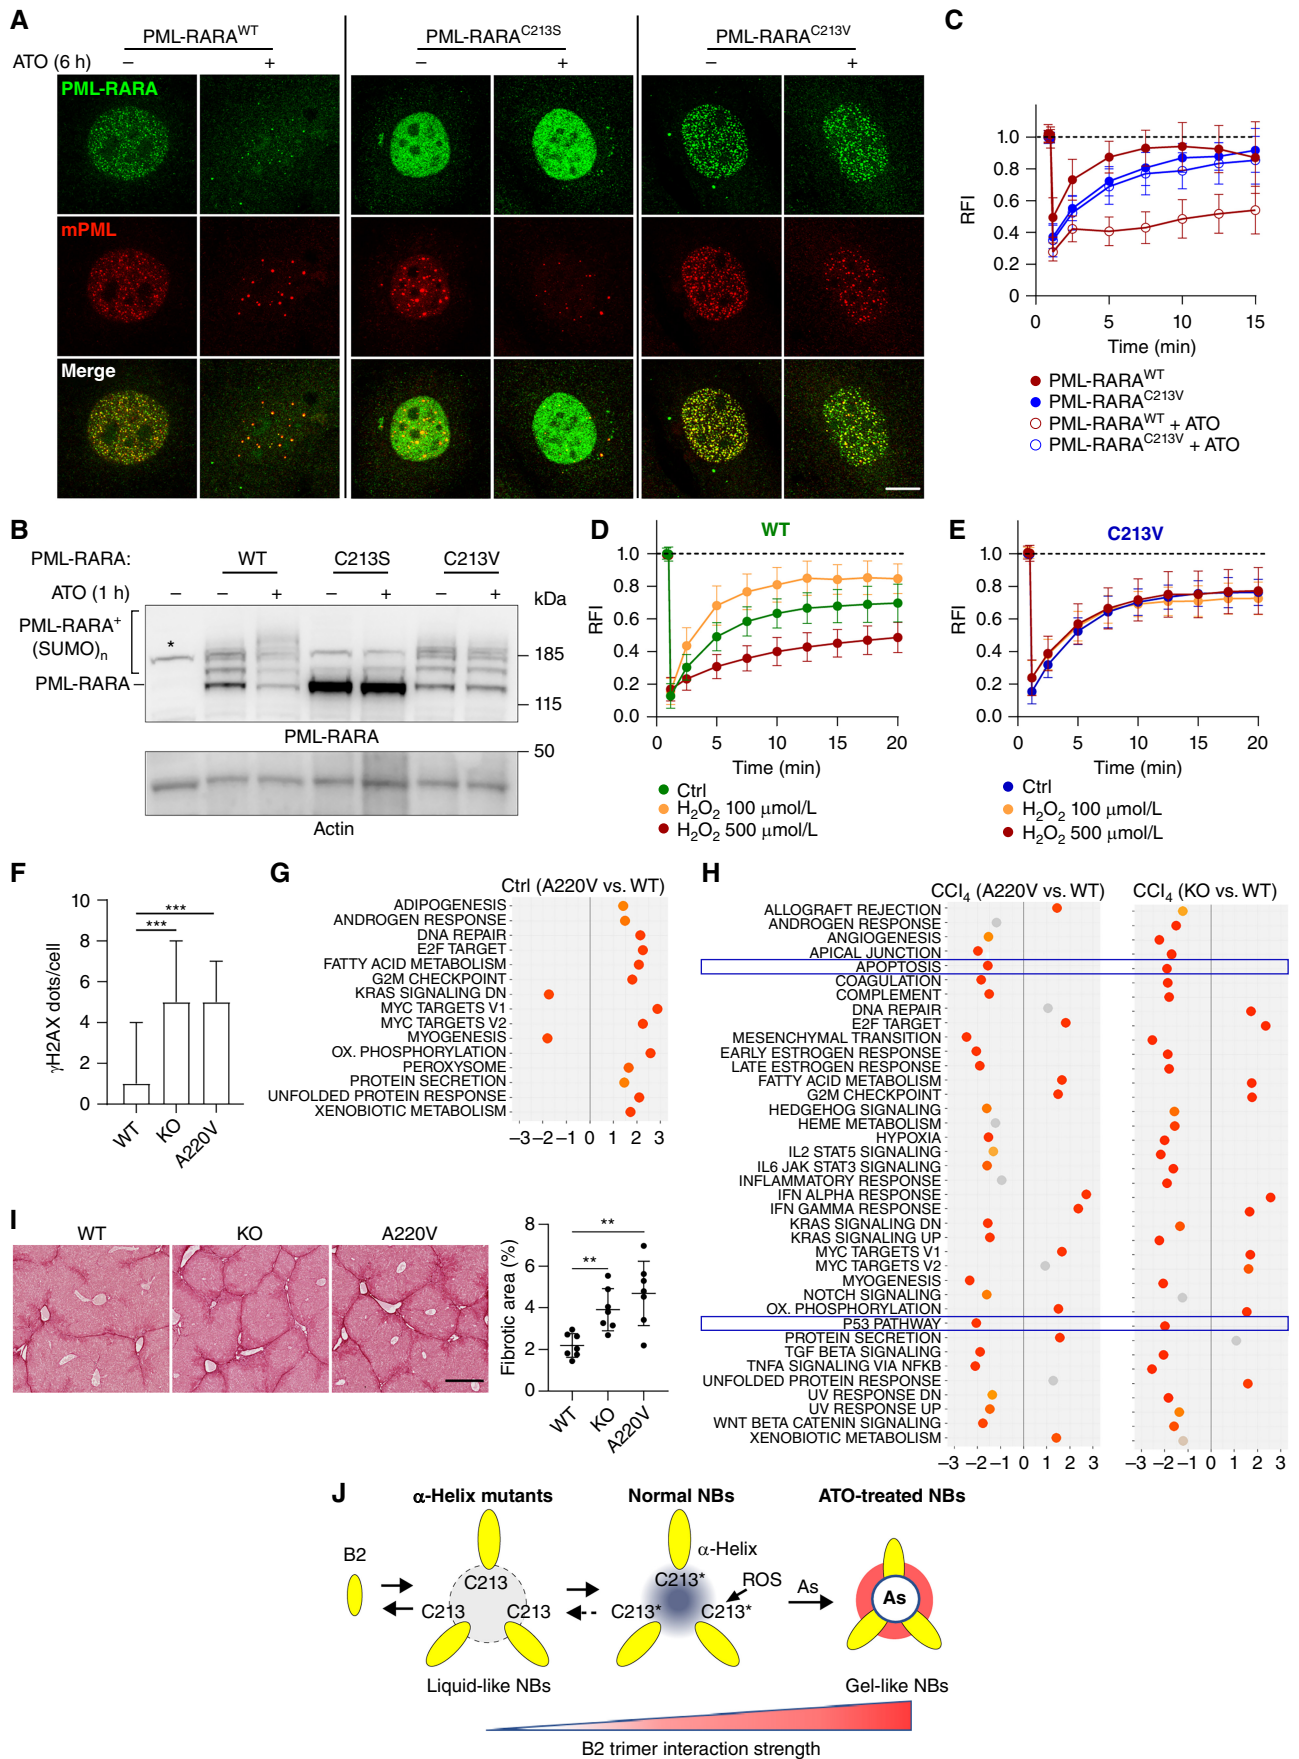 A
PML-RARA^WT
PML-RARA^C213S
PML-RARA^C213V
ATO (6 h)
– + – + – +
PML-RARA
mPML
Merge
C
RFI
1.0
0.8
0.6
0.4
0.2
0
0 5 10 15
Time (min)
PML-RARA^WT
PML-RARA^C213V
PML-RARA^WT + ATO
PML-RARA^C213V + ATO
B
PML-RARA: WT C213S C213V
ATO (1 h) – – + – + – +
kDa
PML-RARA+
(SUMO)n
*
185
PML-RARA
115
PML-RARA
50
Actin
D
WT
RFI
1.0
0.8
0.6
0.4
0.2
0.0
0 5 10 15 20
Time (min)
Ctrl
H2O2 100 μmol/L
H2O2 500 μmol/L
E
C213V
RFI
1.0
0.8
0.6
0.4
0.2
0.0
0 5 10 15 20
Time (min)
Ctrl
H2O2 100 μmol/L
H2O2 500 μmol/L
F
γH2AX dots/cell
10
8
6
4
2
0
***
***
WT KO A220V
G
Ctrl (A220V vs. WT)
ADIPOGENESIS
ANDROGEN RESPONSE
DNA REPAIR
E2F TARGET
FATTY ACID METABOLISM
G2M CHECKPOINT
KRAS SIGNALING DN
MYC TARGETS V1
MYC TARGETS V2
MYOGENESIS
OX. PHOSPHORYLATION
PEROXYSOME
PROTEIN SECRETION
UNFOLDED PROTEIN RESPONSE
XENOBIOTIC METABOLISM
–3 –2 –1 0 1 2 3
H
CCl4 (A220V vs. WT)
CCl4 (KO vs. WT)
ALLOGRAFT REJECTION
ANDROGEN RESPONSE
ANGIOGENESIS
APICAL JUNCTION
APOPTOSIS
COAGULATION
COMPLEMENT
DNA REPAIR
E2F TARGET
MESENCHYMAL TRANSITION
EARLY ESTROGEN RESPONSE
LATE ESTROGEN RESPONSE
FATTY ACID METABOLISM
G2M CHECKPOINT
HEDGEHOG SIGNALING
HEME METABOLISM
HYPOXIA
IL2 STAT5 SIGNALING
IL6 JAK STAT3 SIGNALING
INFLAMMATORY RESPONSE
IFN ALPHA RESPONSE
IFN GAMMA RESPONSE
KRAS SIGNALING DN
KRAS SIGNALING UP
MYC TARGETS V1
MYC TARGETS V2
MYOGENESIS
NOTCH SIGNALING
OX. PHOSPHORYLATION
P53 PATHWAY
PROTEIN SECRETION
TGF BETA SIGNALING
TNFA SIGNALING VIA NFKB
UNFOLDED PROTEIN RESPONSE
UV RESPONSE DN
UV RESPONSE UP
WNT BETA CATENIN SIGNALING
XENOBIOTIC METABOLISM
–3 –2 –1 0 1 2 3
–3 –2 –1 0 1 2 3
I
WT KO A220V
Fibrotic area (%)
8
6
4
2
0
**
**
WT KO A220V
J
α-Helix mutants
Normal NBs
ATO-treated NBs
B2
α-Helix
C213
C213 C213
C213*
C213* C213*
ROS
As
As
Liquid-like NBs
Gel-like NBs
B2 trimer interaction strength